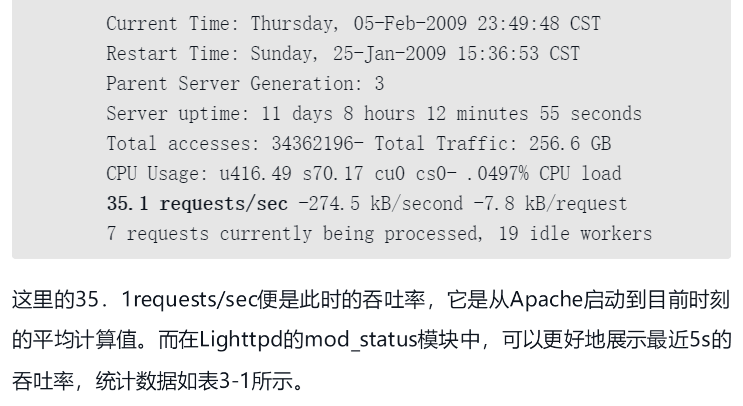 Current Time: Thursday, 05-Feb-2009 23:49:48 CST
Restart Time: Sunday, 25-Jan-2009 15:36:53 CST
Parent Server Generation: 3
Server uptime: 11 days 8 hours 12 minutes 55 seconds
Total accesses: 34362196- Total Traffic: 256.6 GB
CPU Usage: u416.49 s70.17 cu0 cs0- .0497% CPU load
35.1 requests/sec -274.5 kB/second -7.8 kB/request
7 requests currently being processed, 19 idle workers
这里的35．1requests/sec便是此时的吞吐率，它是从Apache启动到目前时刻
的平均计算值。而在Lighttpd的mod_status模块中，可以更好地展示最近5s的
吞吐率，统计数据如表3-1所示。